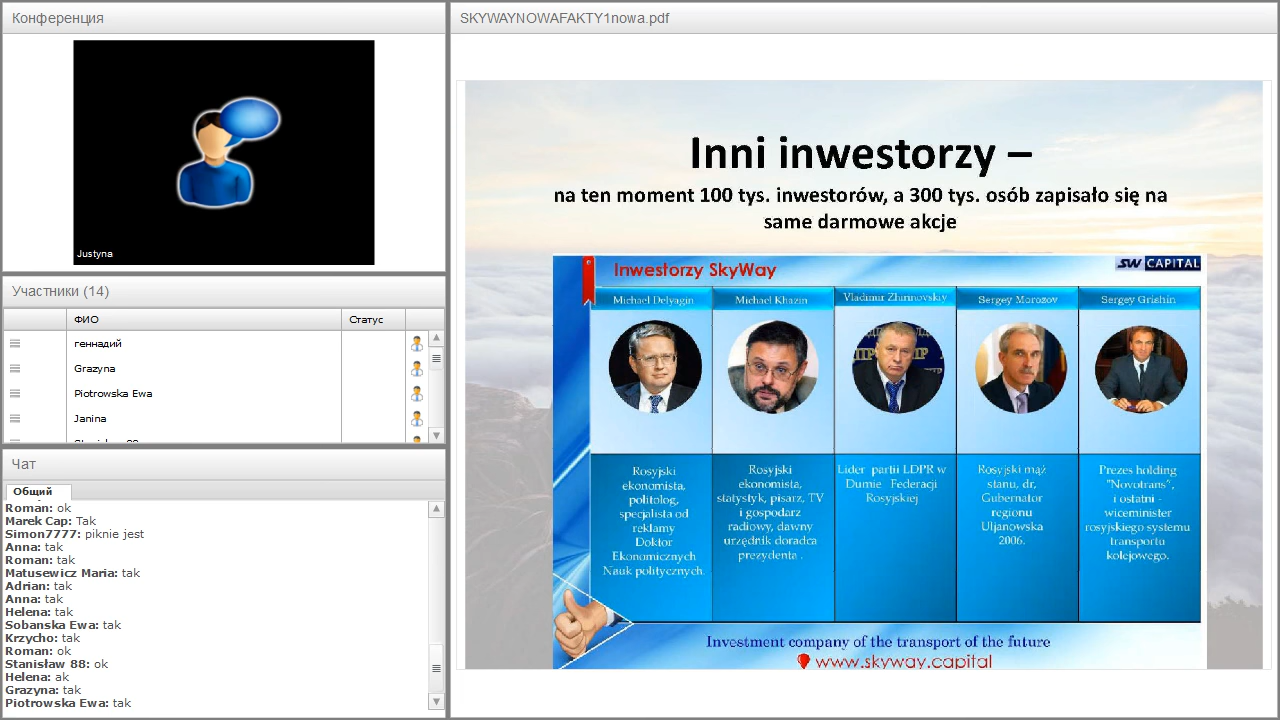 Конференция
Justyna
Участники (14)
ФИО
Статус
геннадий
Grazyna
Piotrowska Ewa
Janina
Чат
Общий
Roman: ok
Marek Cap: Tak
Simon7777: piknie jest
Anna: tak
Roman: tak
Matusewicz Maria: tak
Adrian: tak
Anna: tak
Helena: tak
Sobanska Ewa: tak
Krzycho: tak
Roman: ok
Stanisław 88: ok
Helena: ak
Grazyna: tak
Piotrowska Ewa: tak
SKYWAYNOWAFAKTY1nowa.pdf
Inni inwestorzy –
na ten moment 100 tys. inwestorów, a 300 tys. osób zapisało się na
same darmowe akcje
Inwestorzy SkyWay
SW CAPITAL
Michael Delyagin
Rosyjski
ekonomista,
politolog,
specjalista od
reklamy
Doktor
Ekonomicznych
Nauk politycznych.
Michael Khazin
Rosyjski
ekonomista,
statystyk, pisarz, TV
i gospodarz
radiowy, dawny
urzędnik doradca
prezydenta .
Vladimir Zhirinovskiy
Lider partii LDPR w
Dumie Federacji
Rosyjskiej
Sergey Morozov
Rosyjski mąż
stanu, dr,
Gubernator
regionu
Uljanowska
2006.
Sergey Grishin
Prezes holding
"Novotrans",
i ostatni -
wiceminister
rosyjskiego systemu
transportu
kolejowego.
Investment company of the transport of the future
www.skyway.capital